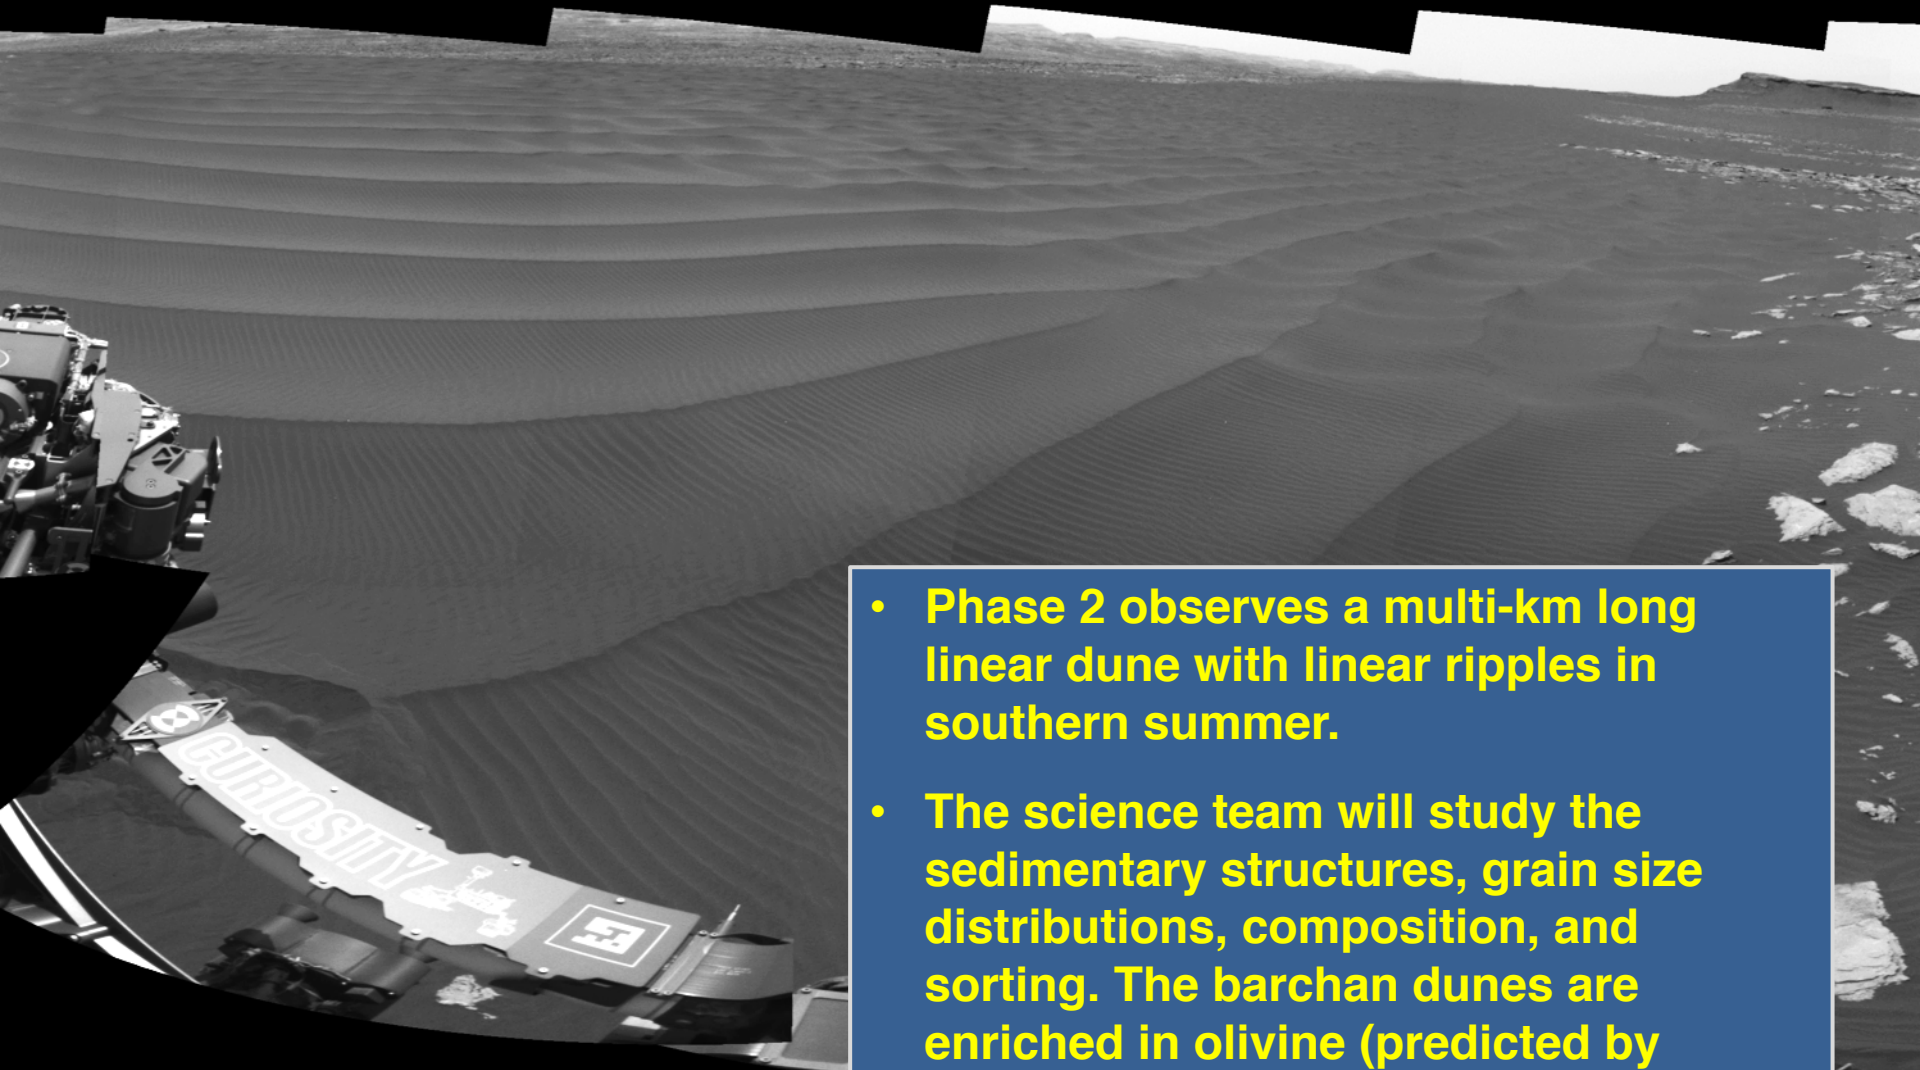 • Phase 2 observes a multi-km long
linear dune with linear ripples in
southern summer.
• The science team will study the
sedimentary structures, grain size
distributions, composition, and
sorting. The barchan dunes are
enriched in olivine (predicted by
CURIOSITY